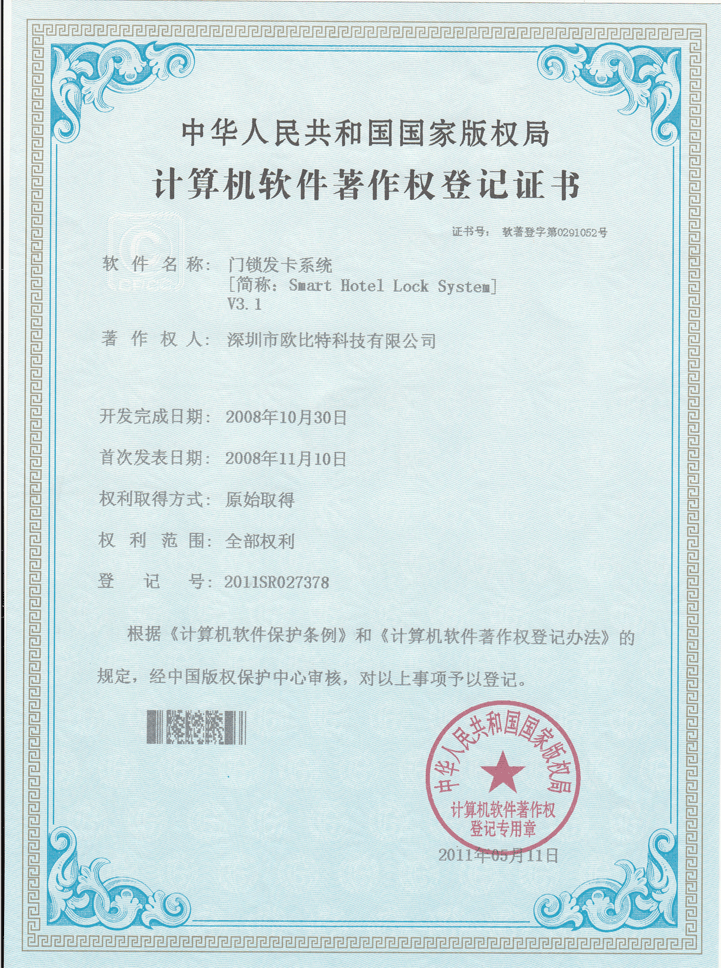 中华人民共和国国家版权局
计算机软件著作权登记证书
证书号： 软著登字第0291052号
CPCC
软件名称： 门锁发卡系统
[简称：Smart Hotel Lock System]
V3.1
著作权人： 深圳市欧比特科技有限公司
开发完成日期： 2008年10月30日
首次发表日期： 2008年11月10日
权利取得方式： 原始取得
权利范围： 全部权利
登记号： 2011SR027378
根据《计算机软件保护条例》和《计算机软件著作权登记办法》的
规定，经中国版权保护中心审核，对以上事项予以登记。
中华人民共和国国家版权局
计算机软件著作权
登记专用章
2011年05月11日